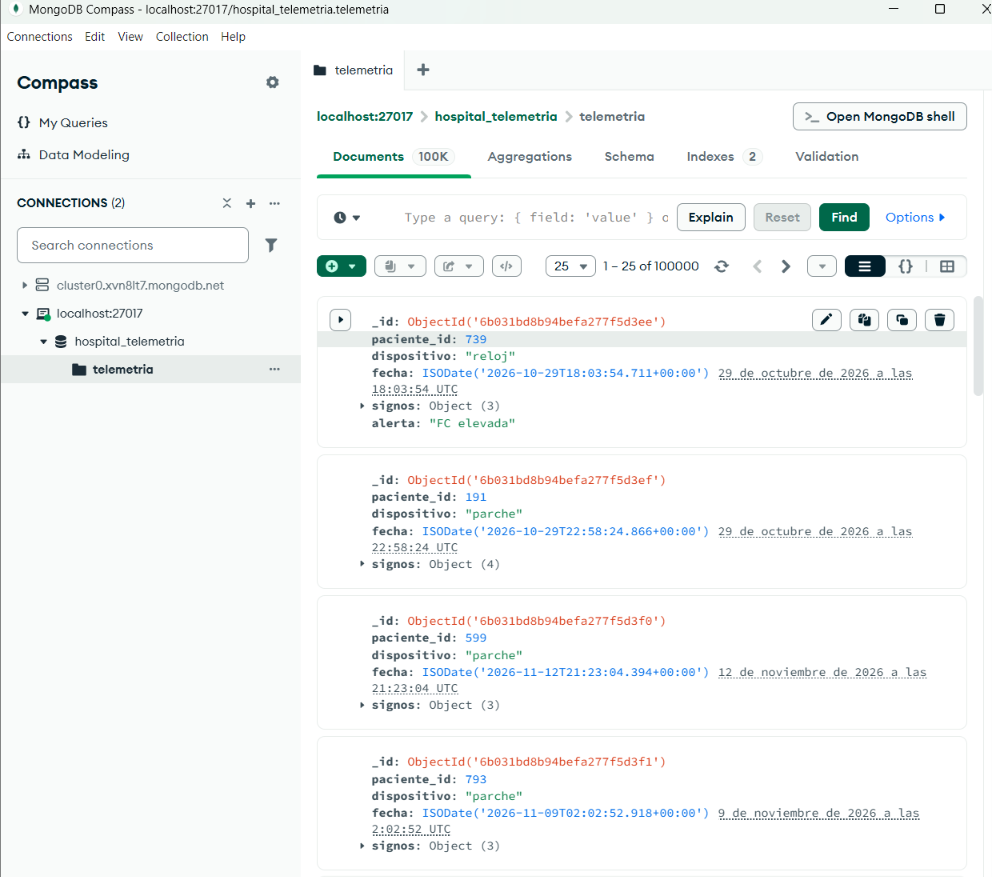 MongoDB Compass - localhost:27017/hospital_telemetria.telemetria
Connections Edit View Collection Help
Compass
{} My Queries
Data Modeling
CONNECTIONS (2)
Search connections
cluster0.xvn8lt7.mongodb.net
localhost:27017
hospital_telemetria
telemetria
telemetria
localhost:27017 > hospital_telemetria > telemetria
>_ Open MongoDB shell
Documents 100K Aggregations Schema Indexes 2 Validation
Type a query: { field: 'value' } o
Explain Reset Find Options
25 1 – 25 of 100000
_id: ObjectId('6b031bd8b94befa277f5d3ee')
paciente_id: 739
dispositivo: "reloj"
fecha: ISODate('2026-10-29T18:03:54.711+00:00') 29 de octubre de 2026 a las
18:03:54 UTC
signos: Object (3)
alerta: "FC elevada"
_id: ObjectId('6b031bd8b94befa277f5d3ef')
paciente_id: 191
dispositivo: "parche"
fecha: ISODate('2026-10-29T22:58:24.866+00:00') 29 de octubre de 2026 a las
22:58:24 UTC
signos: Object (4)
_id: ObjectId('6b031bd8b94befa277f5d3f0')
paciente_id: 599
dispositivo: "parche"
fecha: ISODate('2026-11-12T21:23:04.394+00:00') 12 de noviembre de 2026 a las
21:23:04 UTC
signos: Object (3)
_id: ObjectId('6b031bd8b94befa277f5d3f1')
paciente_id: 793
dispositivo: "parche"
fecha: ISODate('2026-11-09T02:02:52.918+00:00') 9 de noviembre de 2026 a las
2:02:52 UTC
signos: Object (3)